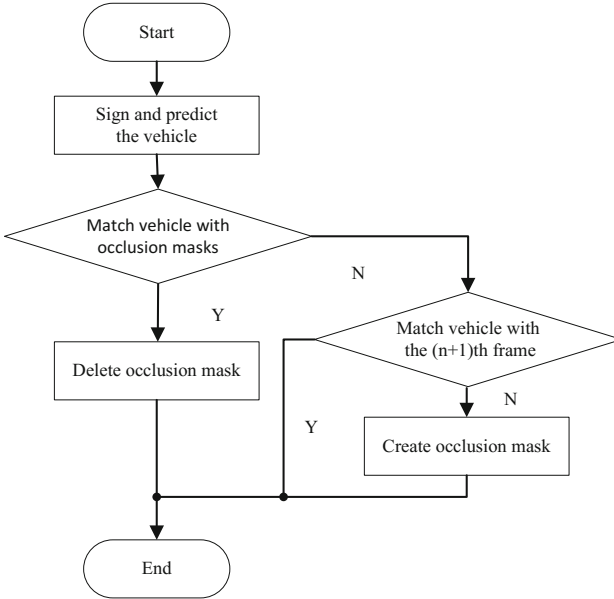 Start
Sign and predict
the vehicle
Match vehicle with
occlusion masks
N
Y
Match vehicle with
the (n+1)th frame
Delete occlusion mask
N
Y
Create occlusion mask
End